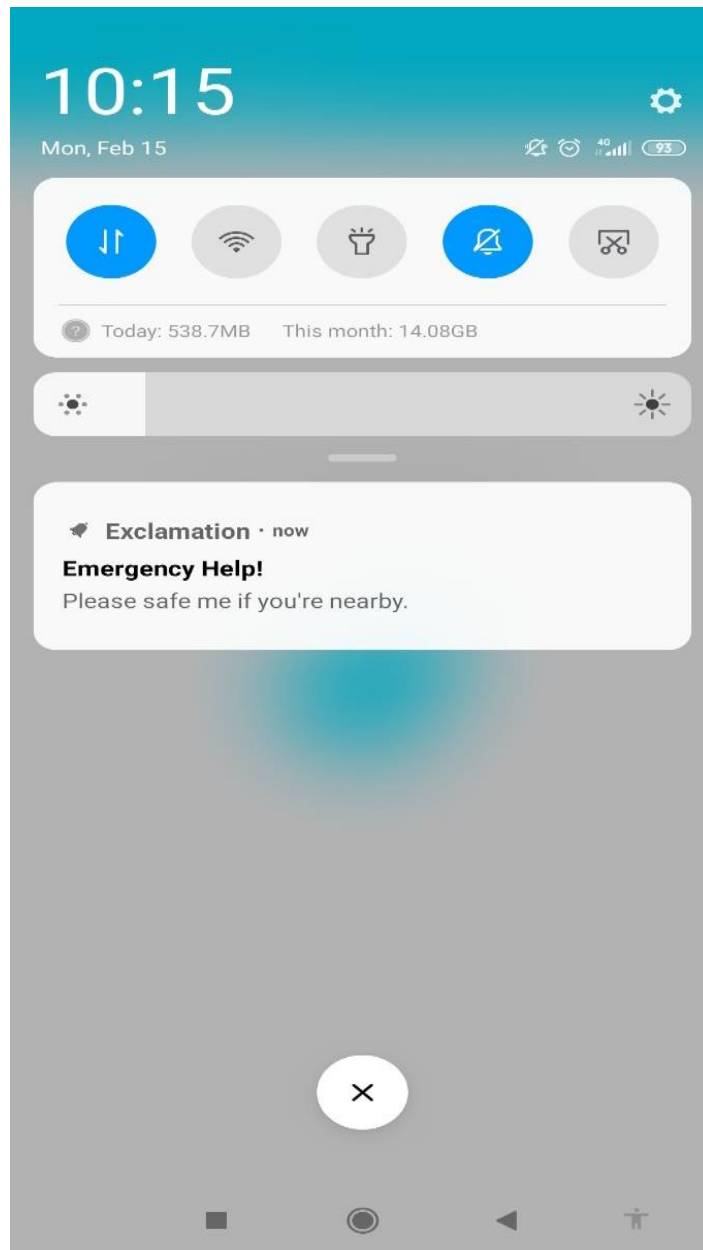 10:15
Mon, Feb 15
4G 93
Today: 538.7MB This month: 14.08GB
Exclamation · now
Emergency Help!
Please safe me if you're nearby.